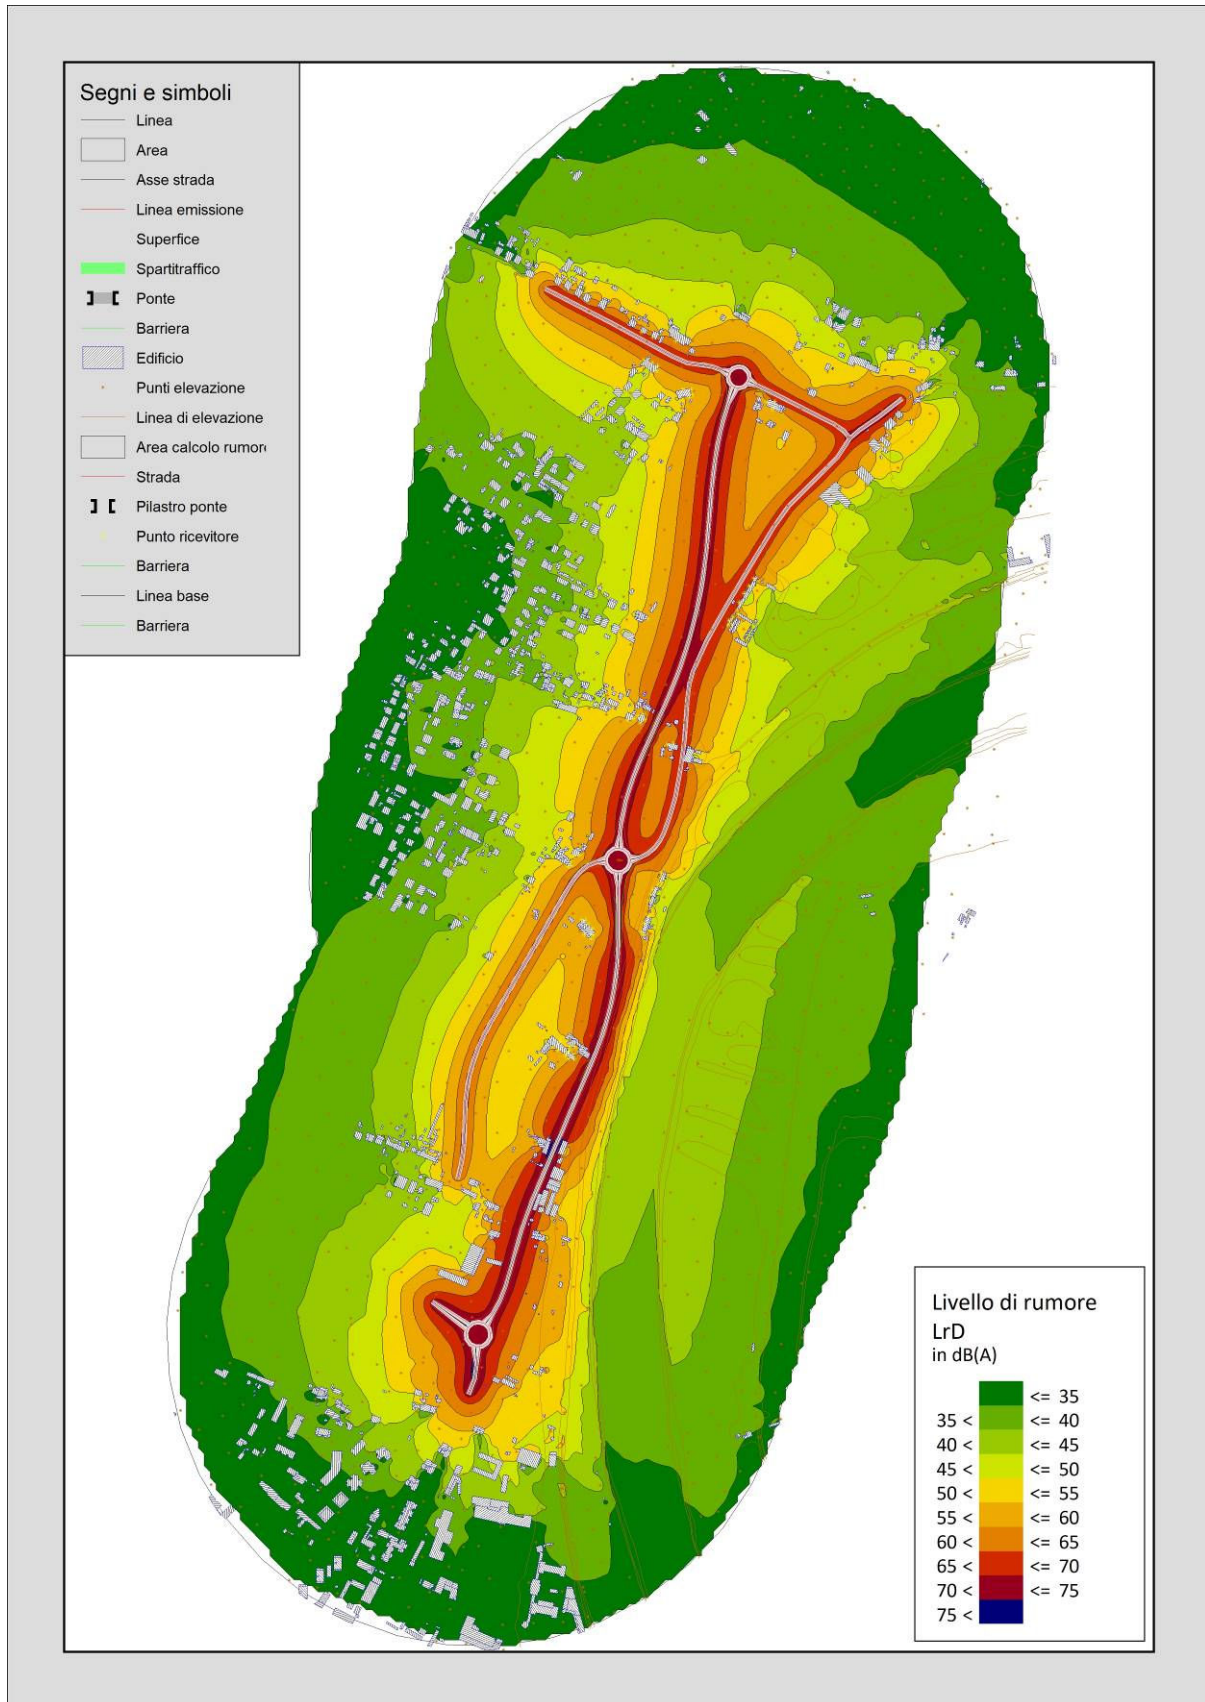 Segni e simboli
Linea
Area
Asse strada
Linea emissione
Superfice
Spartitraffico
Ponte
Barriera
Edificio
Punti elevazione
Linea di elevazione
Area calcolo rumore
Strada
Pilastro ponte
Punto ricevitore
Barriera
Linea base
Barriera
Livello di rumore
LrD
in dB(A)
<= 35
35 < <= 40
40 < <= 45
45 < <= 50
50 < <= 55
55 < <= 60
60 < <= 65
65 < <= 70
70 < <= 75
75 <